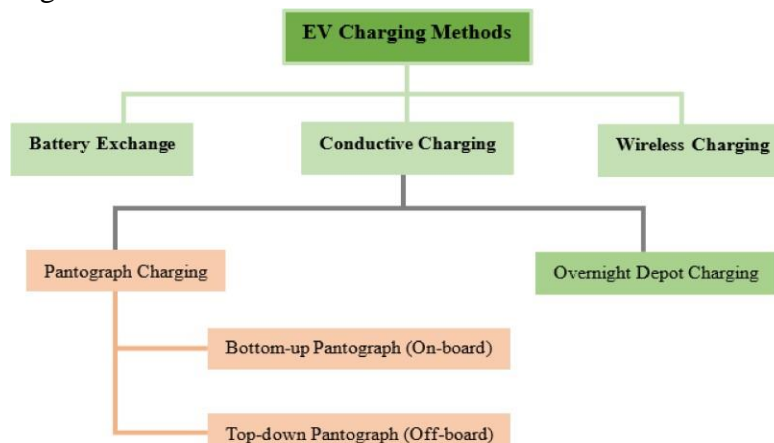 EV Charging Methods
Battery Exchange
Conductive Charging
Wireless Charging
Pantograph Charging
Overnight Depot Charging
Bottom-up Pantograph (On-board)
Top-down Pantograph (Off-board)